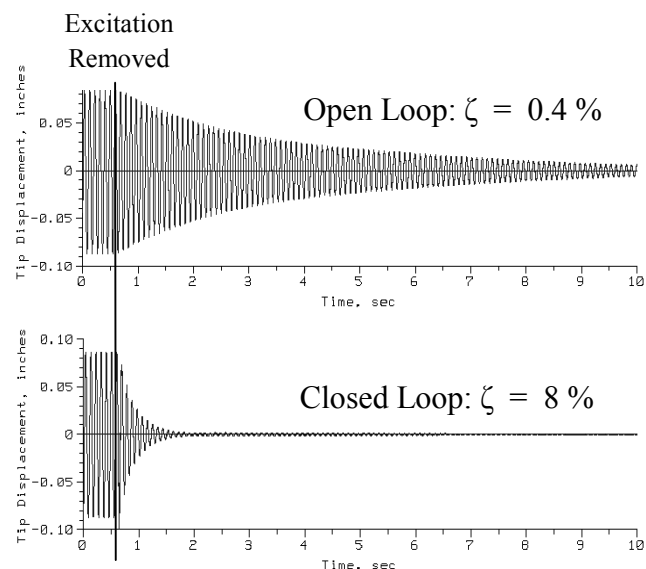 Excitation
Removed
Open Loop: ζ = 0.4 %
Tip Displacement, inches
0.05
0
-0.05
-0.10
0 1 2 3 4 5 6 7 8 9 10
Time, sec
Closed Loop: ζ = 8 %
Tip Displacement, inches
0.10
0.05
0
-0.05
-0.10
0 1 2 3 4 5 6 7 8 9 10
Time, sec